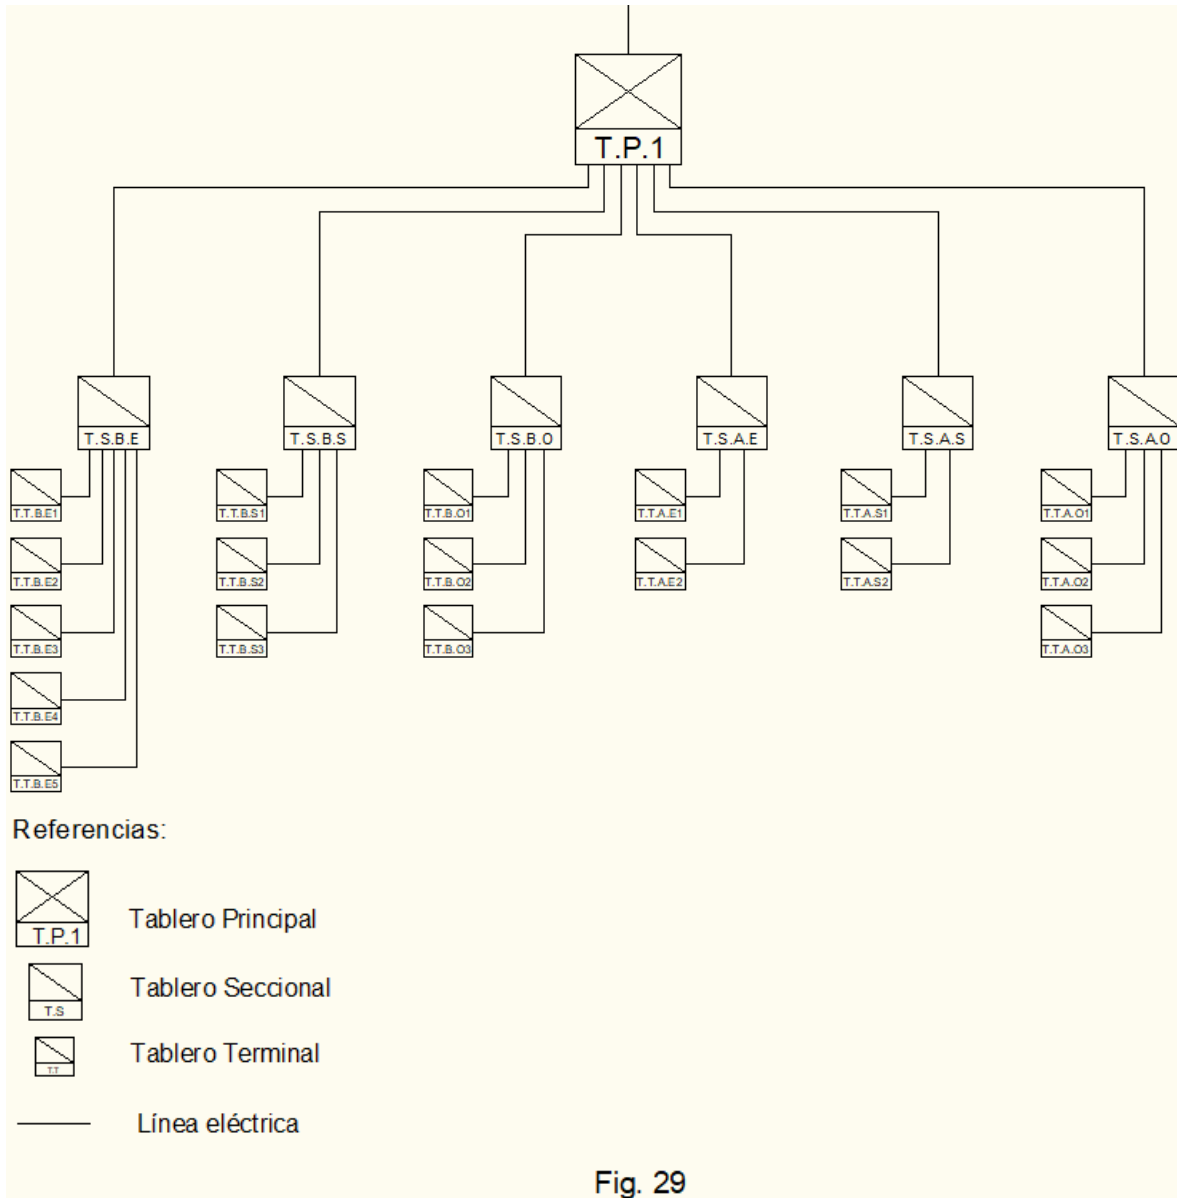 T.P.1
T.S.B.E
T.S.B.S
T.S.B.O
T.S.A.E
T.S.A.S
T.S.A.O
T.T.B.E1
T.T.B.S1
T.T.B.O1
T.T.A.E1
T.T.A.S1
T.T.A.O1
T.T.B.E2
T.T.B.S2
T.T.B.O2
T.T.A.E2
T.T.A.S2
T.T.A.O2
T.T.B.E3
T.T.B.S3
T.T.B.O3
T.T.A.O3
T.T.B.E4
T.T.B.E5
Referencias:
T.P.1
Tablero Principal
T.S
Tablero Seccional
T.T
Tablero Terminal
Línea eléctrica
Fig. 29